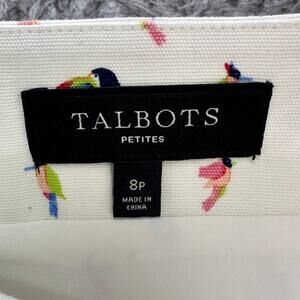 TALBOTS
PETITES
8P
MADE IN
CHINA